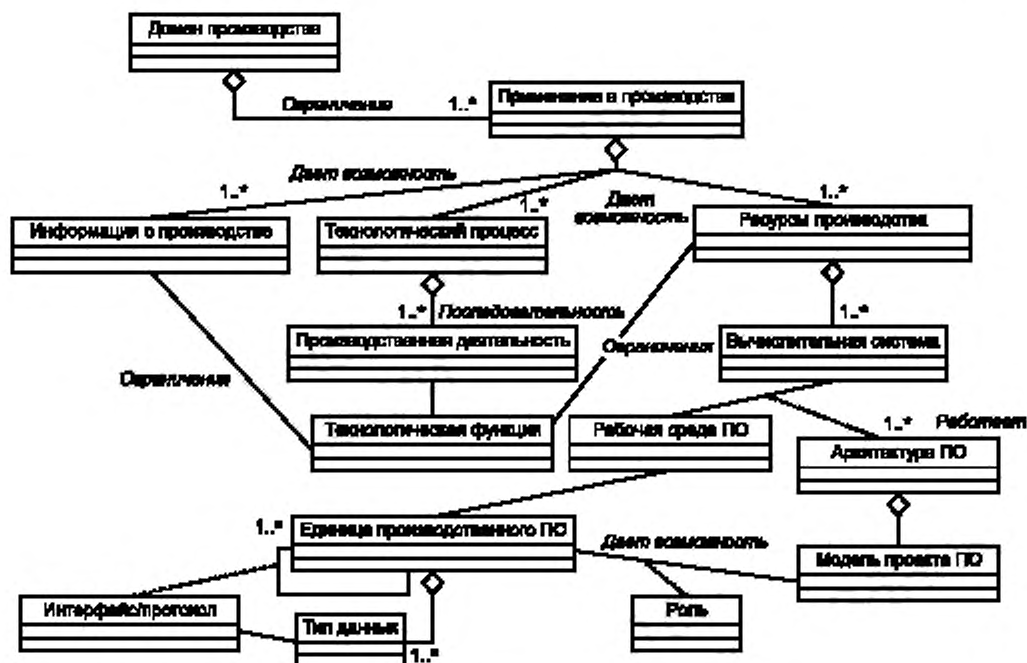 Домен производства
Ограничение
1..*
Применение в производстве
Дает возможность
1..*
1..*
Дает
возможность
1..*
Информация о производстве
Технологический процесс
Ресурсы производства
1..*
Последовательность
1..*
Производственная деятельность
Ограничения
Вычислительная система
Ограничения
Технологическая функция
Рабочая среда ПО
1..*
Работает
Архитектура ПО
1..*
Единица производственного ПО
Дает возможность
Модель проекта ПО
Интерфейс/протокол
Тип данных
Роль
1..*